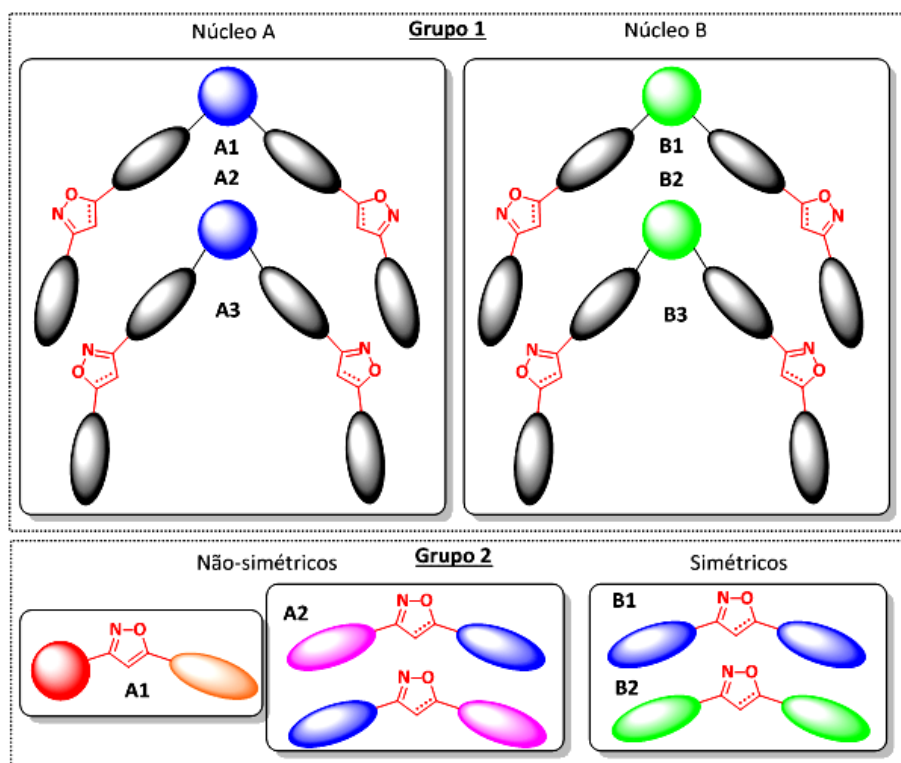 Grupo 1
Núcleo A
Núcleo B
A1
A2
O
N
O
N
A3
N
O
N
O
B1
B2
O
N
O
N
B3
N
O
N
O
Grupo 2
Não-simétricos
Simétricos
N-O
A1
A2
N-O
N-O
B1
N-O
B2
N-O